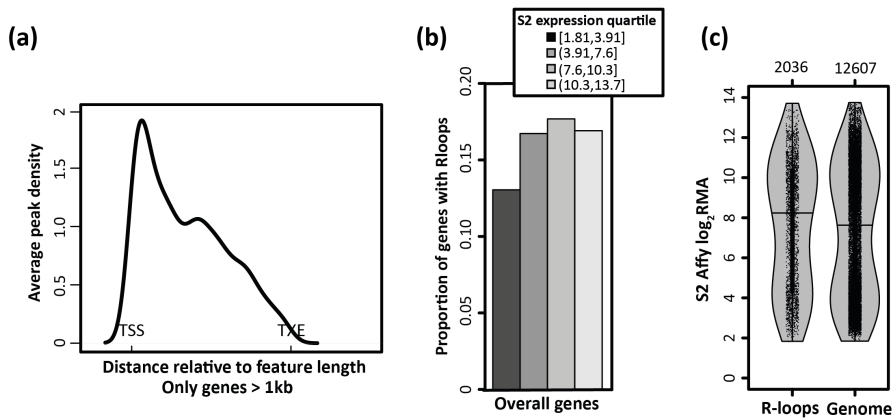 (a)
Average peak density
2
1.5
1.0
0.5
0
TSS
TXE
Distance relative to feature length
Only genes > 1kb
(b)
S2 expression quartile
[1.81,3.91]
(3.91,7.6]
(7.6,10.3]
(10.3,13.7]
Proportion of genes with Rloops
0.20
0.15
0.10
0.05
0
Overall genes
(c)
2036
12607
S2 Affy log2RMA
14
12
10
8
6
4
2
0
R-loops
Genome